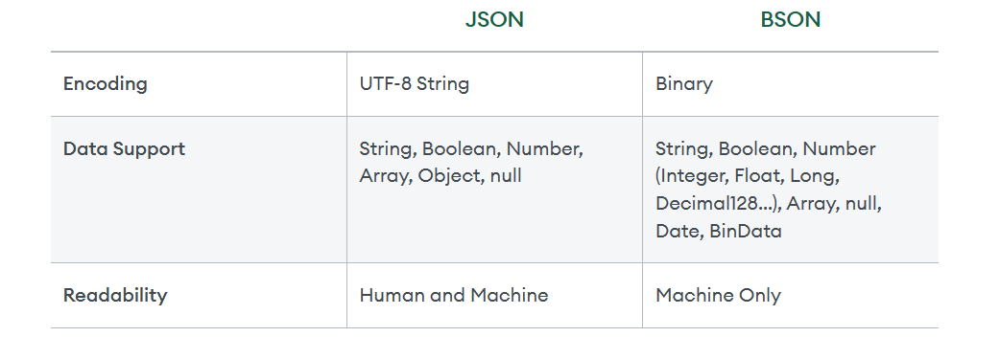 JSON BSON
Encoding UTF-8 String Binary
Data Support String, Boolean, Number, String, Boolean, Number
Array, Object, null (Integer, Float, Long,
Decimal128...), Array, null,
Date, BinData
Readability Human and Machine Machine Only